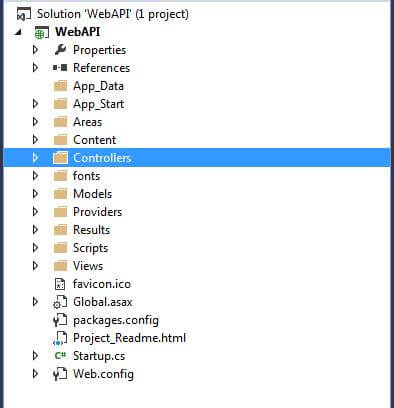 Solution 'WebAPI' (1 project)
WebAPI
Properties
References
App_Data
App_Start
Areas
Content
Controllers
fonts
Models
Providers
Results
Scripts
Views
favicon.ico
Global.asax
packages.config
Project_Readme.html
C# Startup.cs
Web.config